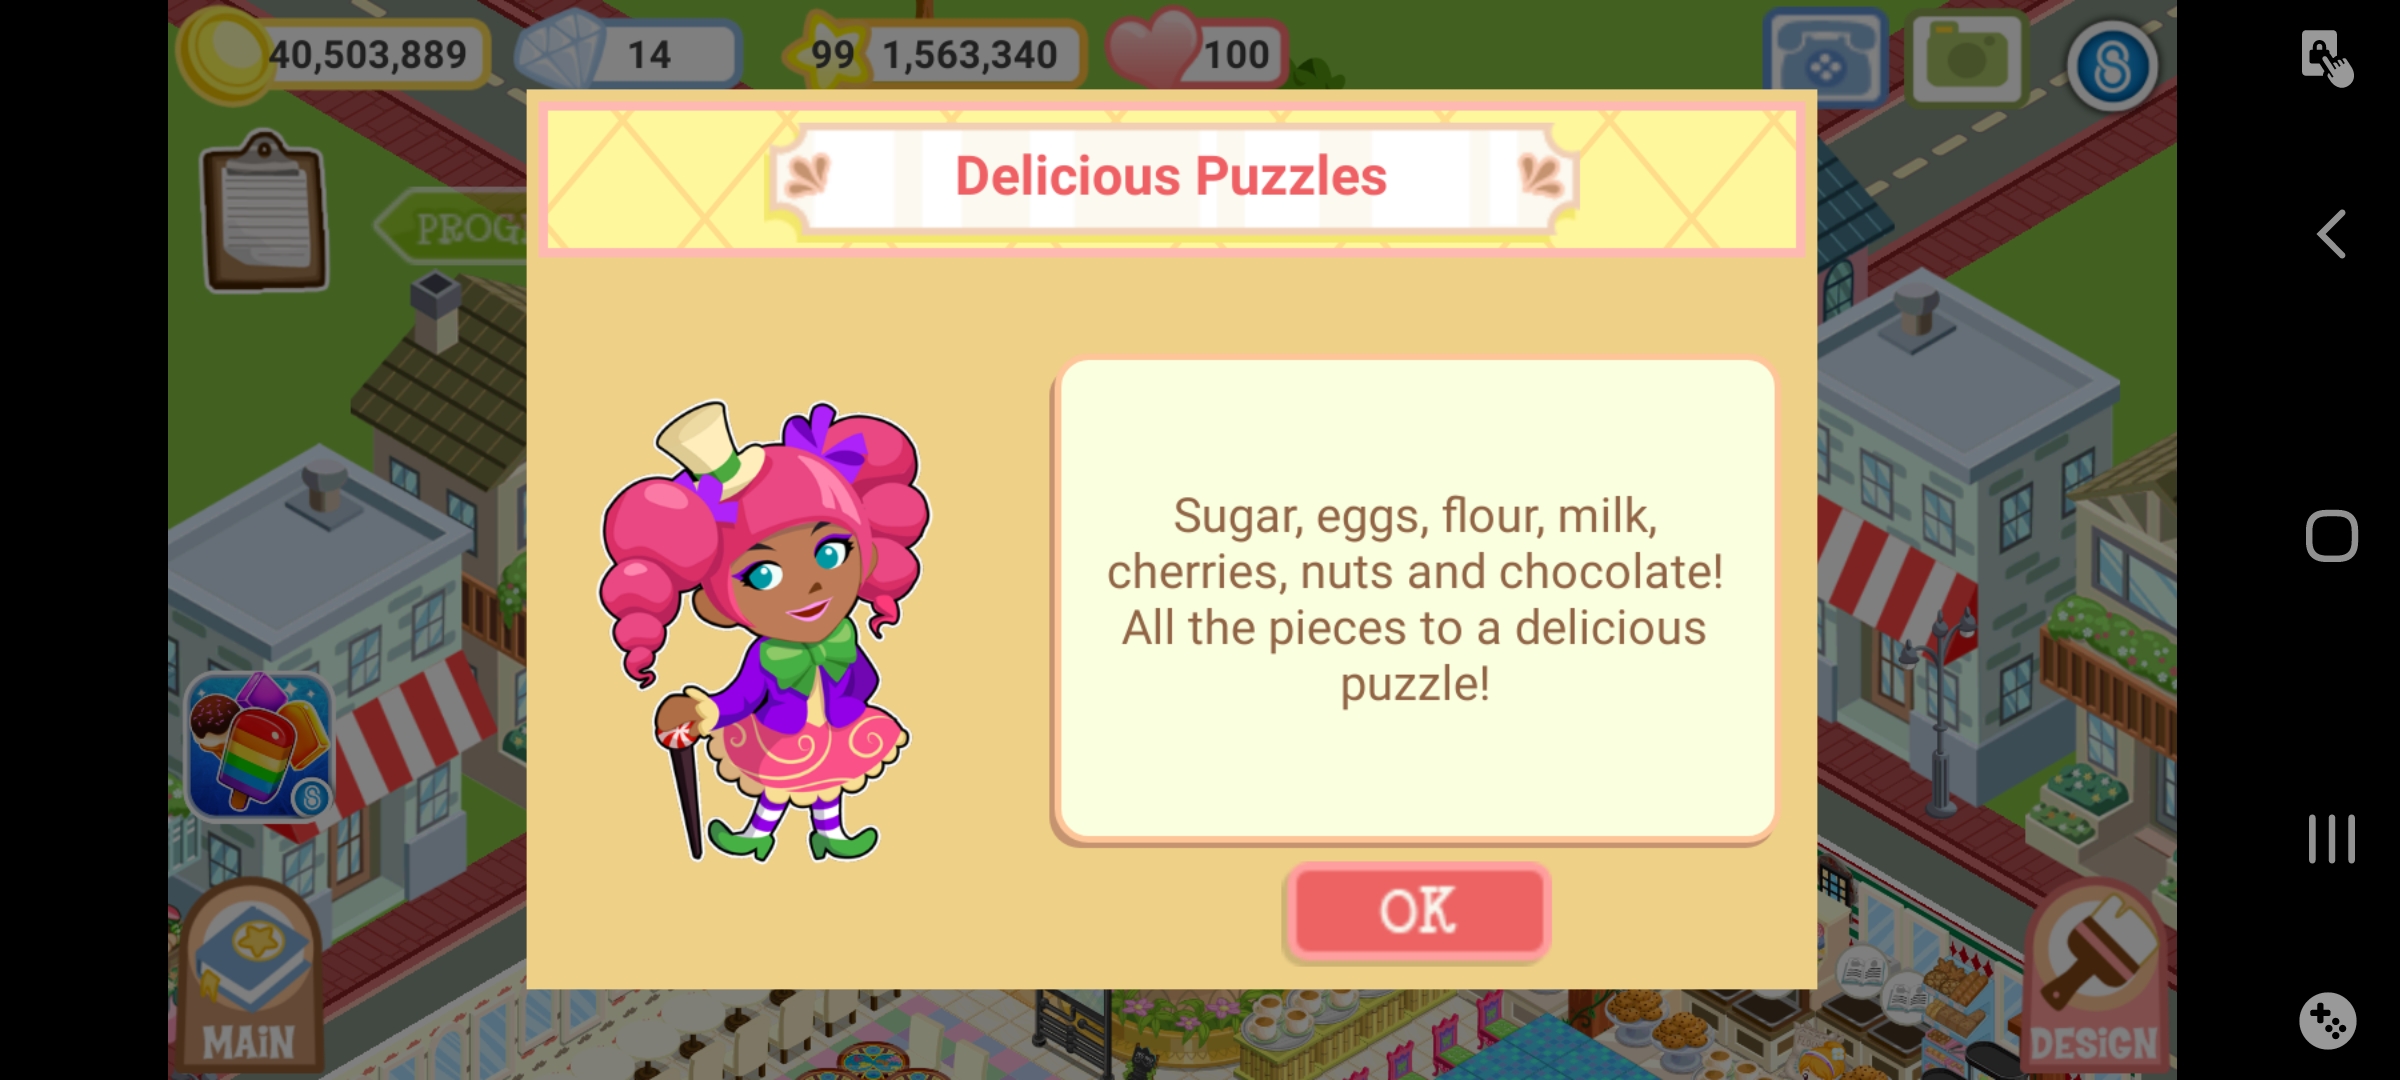 40,503,889
14
99 1,563,340
100
Delicious Puzzles
Sugar, eggs, flour, milk,
cherries, nuts and chocolate!
All the pieces to a delicious
puzzle!
OK
MAiN
DESiGN